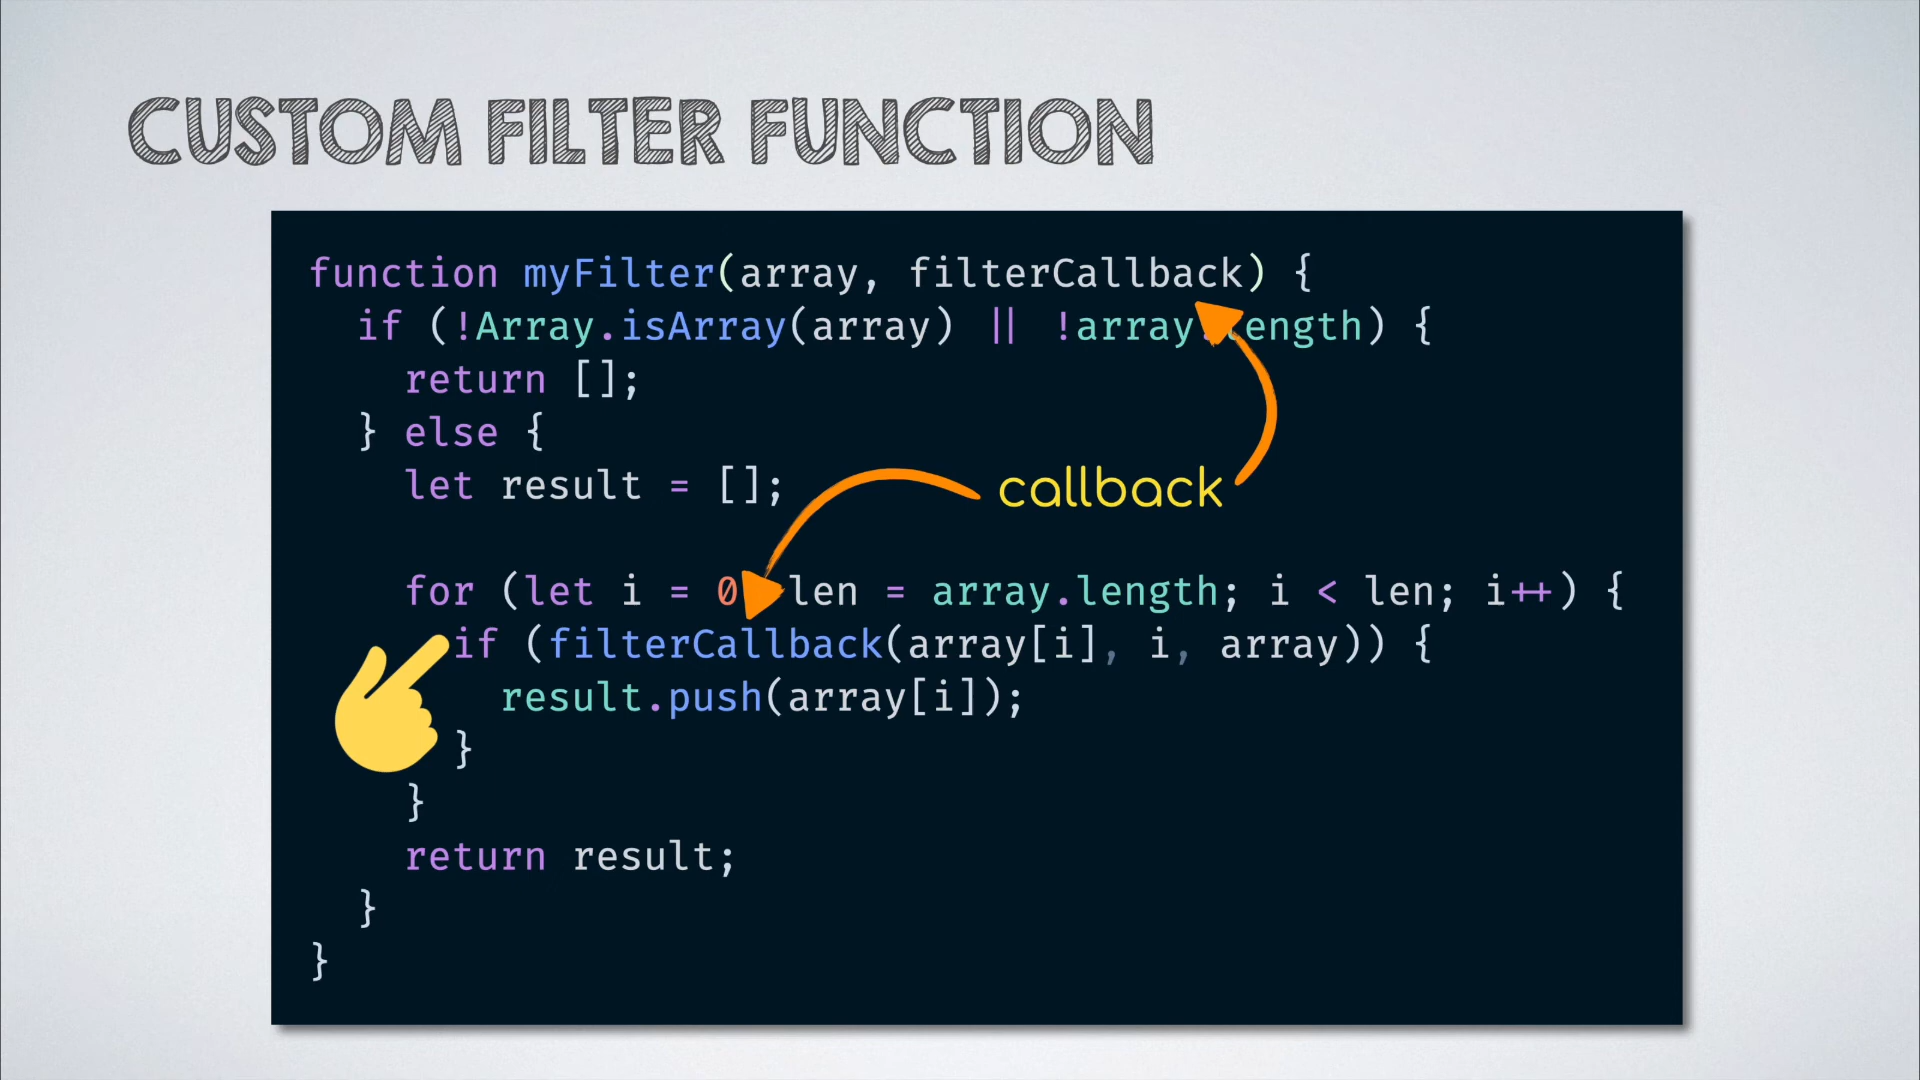 CUSTOM FILTER FUNCTION
function myFilter(array, filterCallback) {
if (!Array.isArray(array) || !array.length) {
return [];
} else {
let result = [];
callback
for (let i = 0, len = array.length; i < len; i++) {
if (filterCallback(array[i], i, array)) {
result.push(array[i]);
}
}
return result;
}
}